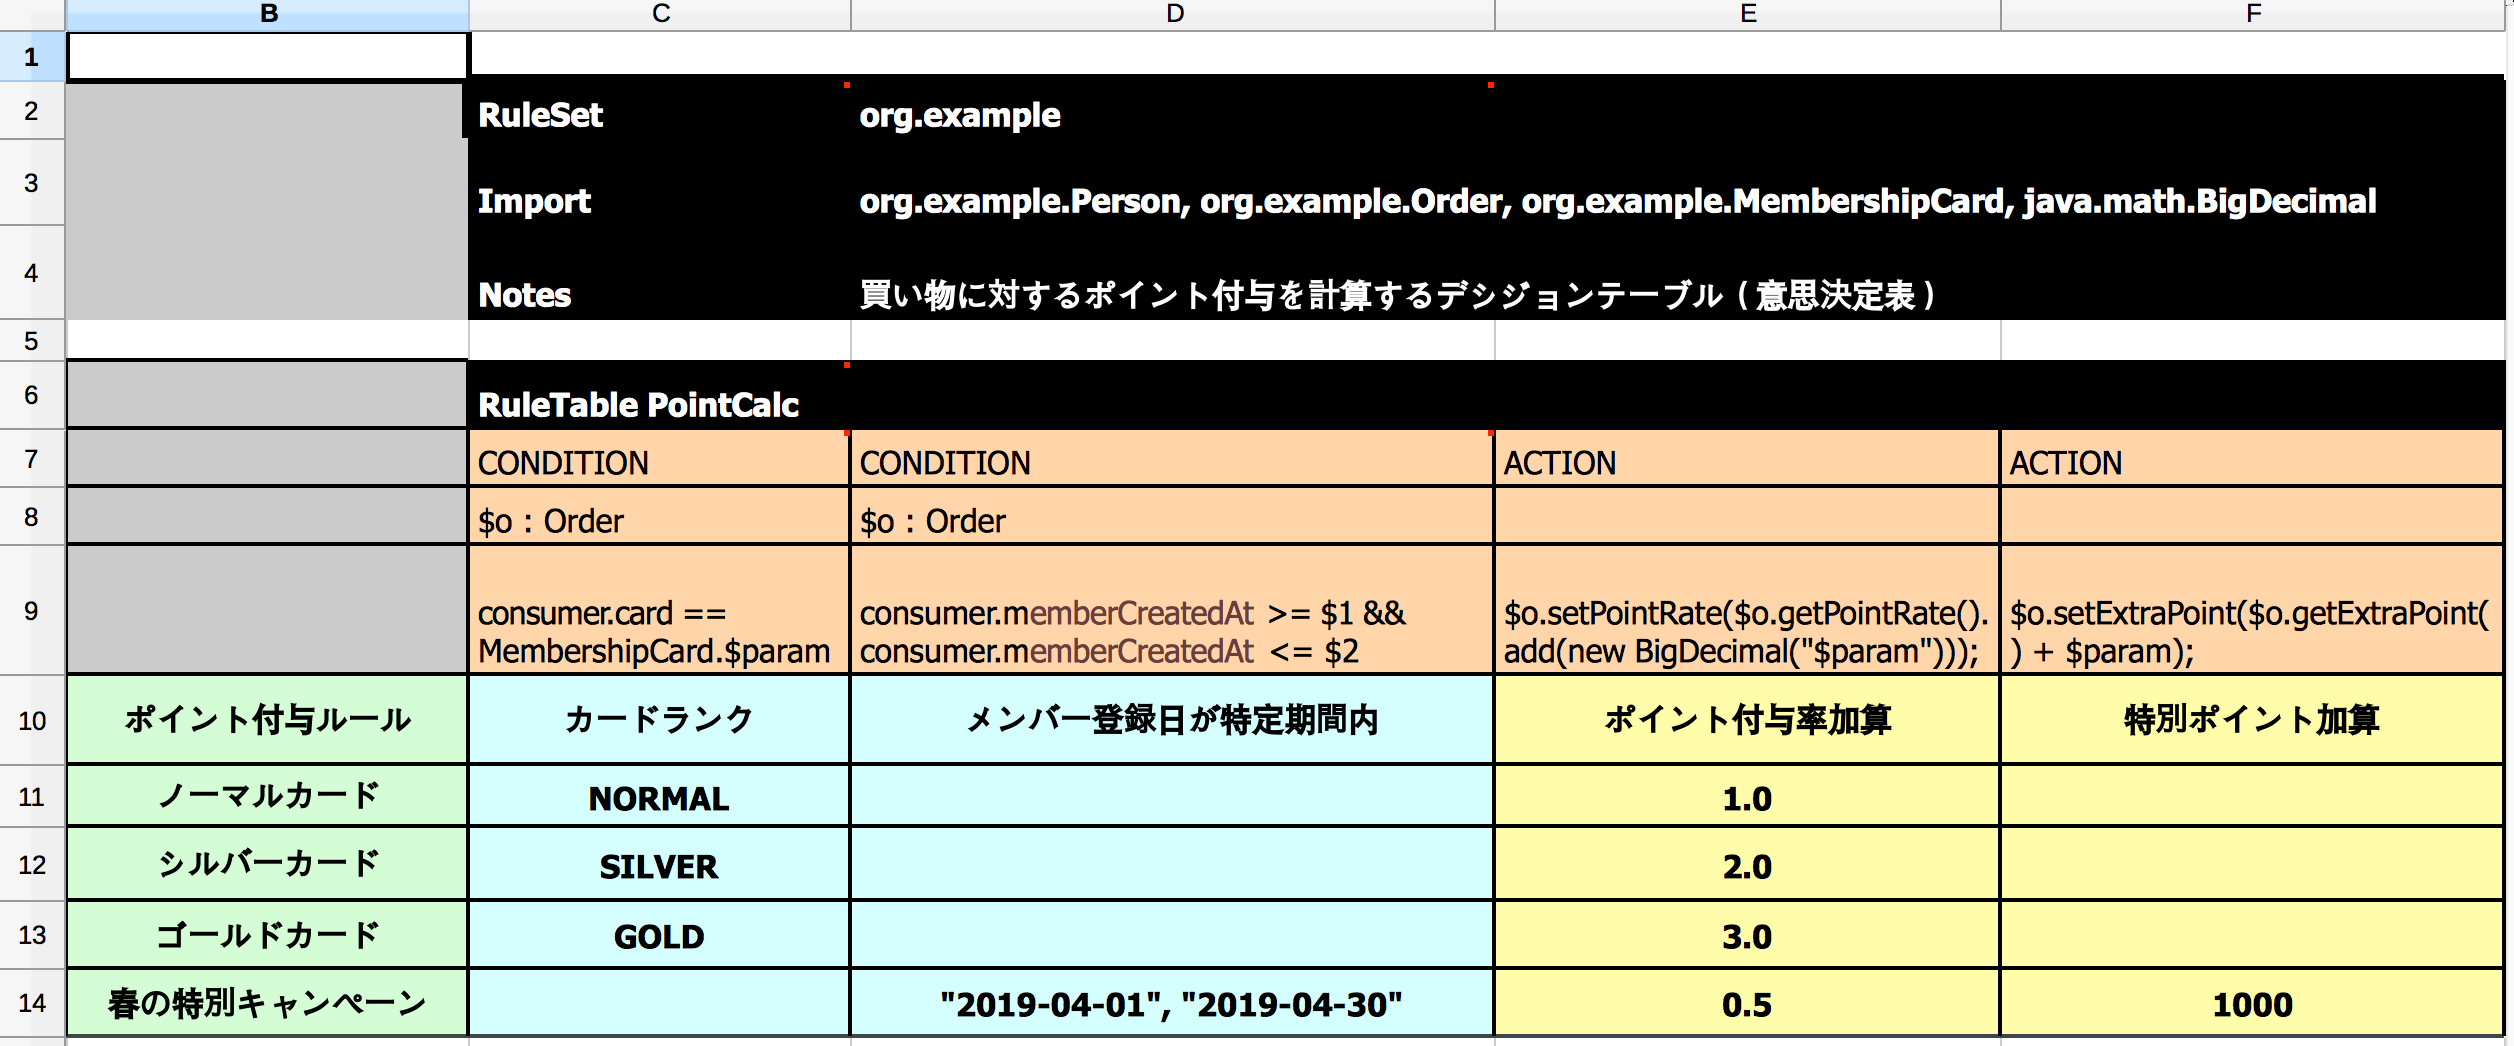 B C D E F
1
2 RuleSet org.example
3 Import org.example.Person, org.example.Order, org.example.MembershipCard, java.math.BigDecimal
4 Notes 買い物に対するポイント付与を計算するデシジョンテーブル（意思決定表）
5
6 RuleTable PointCalc
7 CONDITION CONDITION ACTION ACTION
8 $o : Order $o : Order
9 consumer.card == consumer.memberCreatedAt >= $1 && $o.setPointRate($o.getPointRate(). $o.setExtraPoint($o.getExtraPoint(
MembershipCard.$param consumer.memberCreatedAt <= $2 add(new BigDecimal("$param"))); ) + $param);
10 ポイント付与ルール カードランク メンバー登録日が特定期間内 ポイント付与率加算 特別ポイント加算
11 ノーマルカード NORMAL 1.0
12 シルバーカード SILVER 2.0
13 ゴールドカード GOLD 3.0
14 春の特別キャンペーン "2019-04-01", "2019-04-30" 0.5 1000